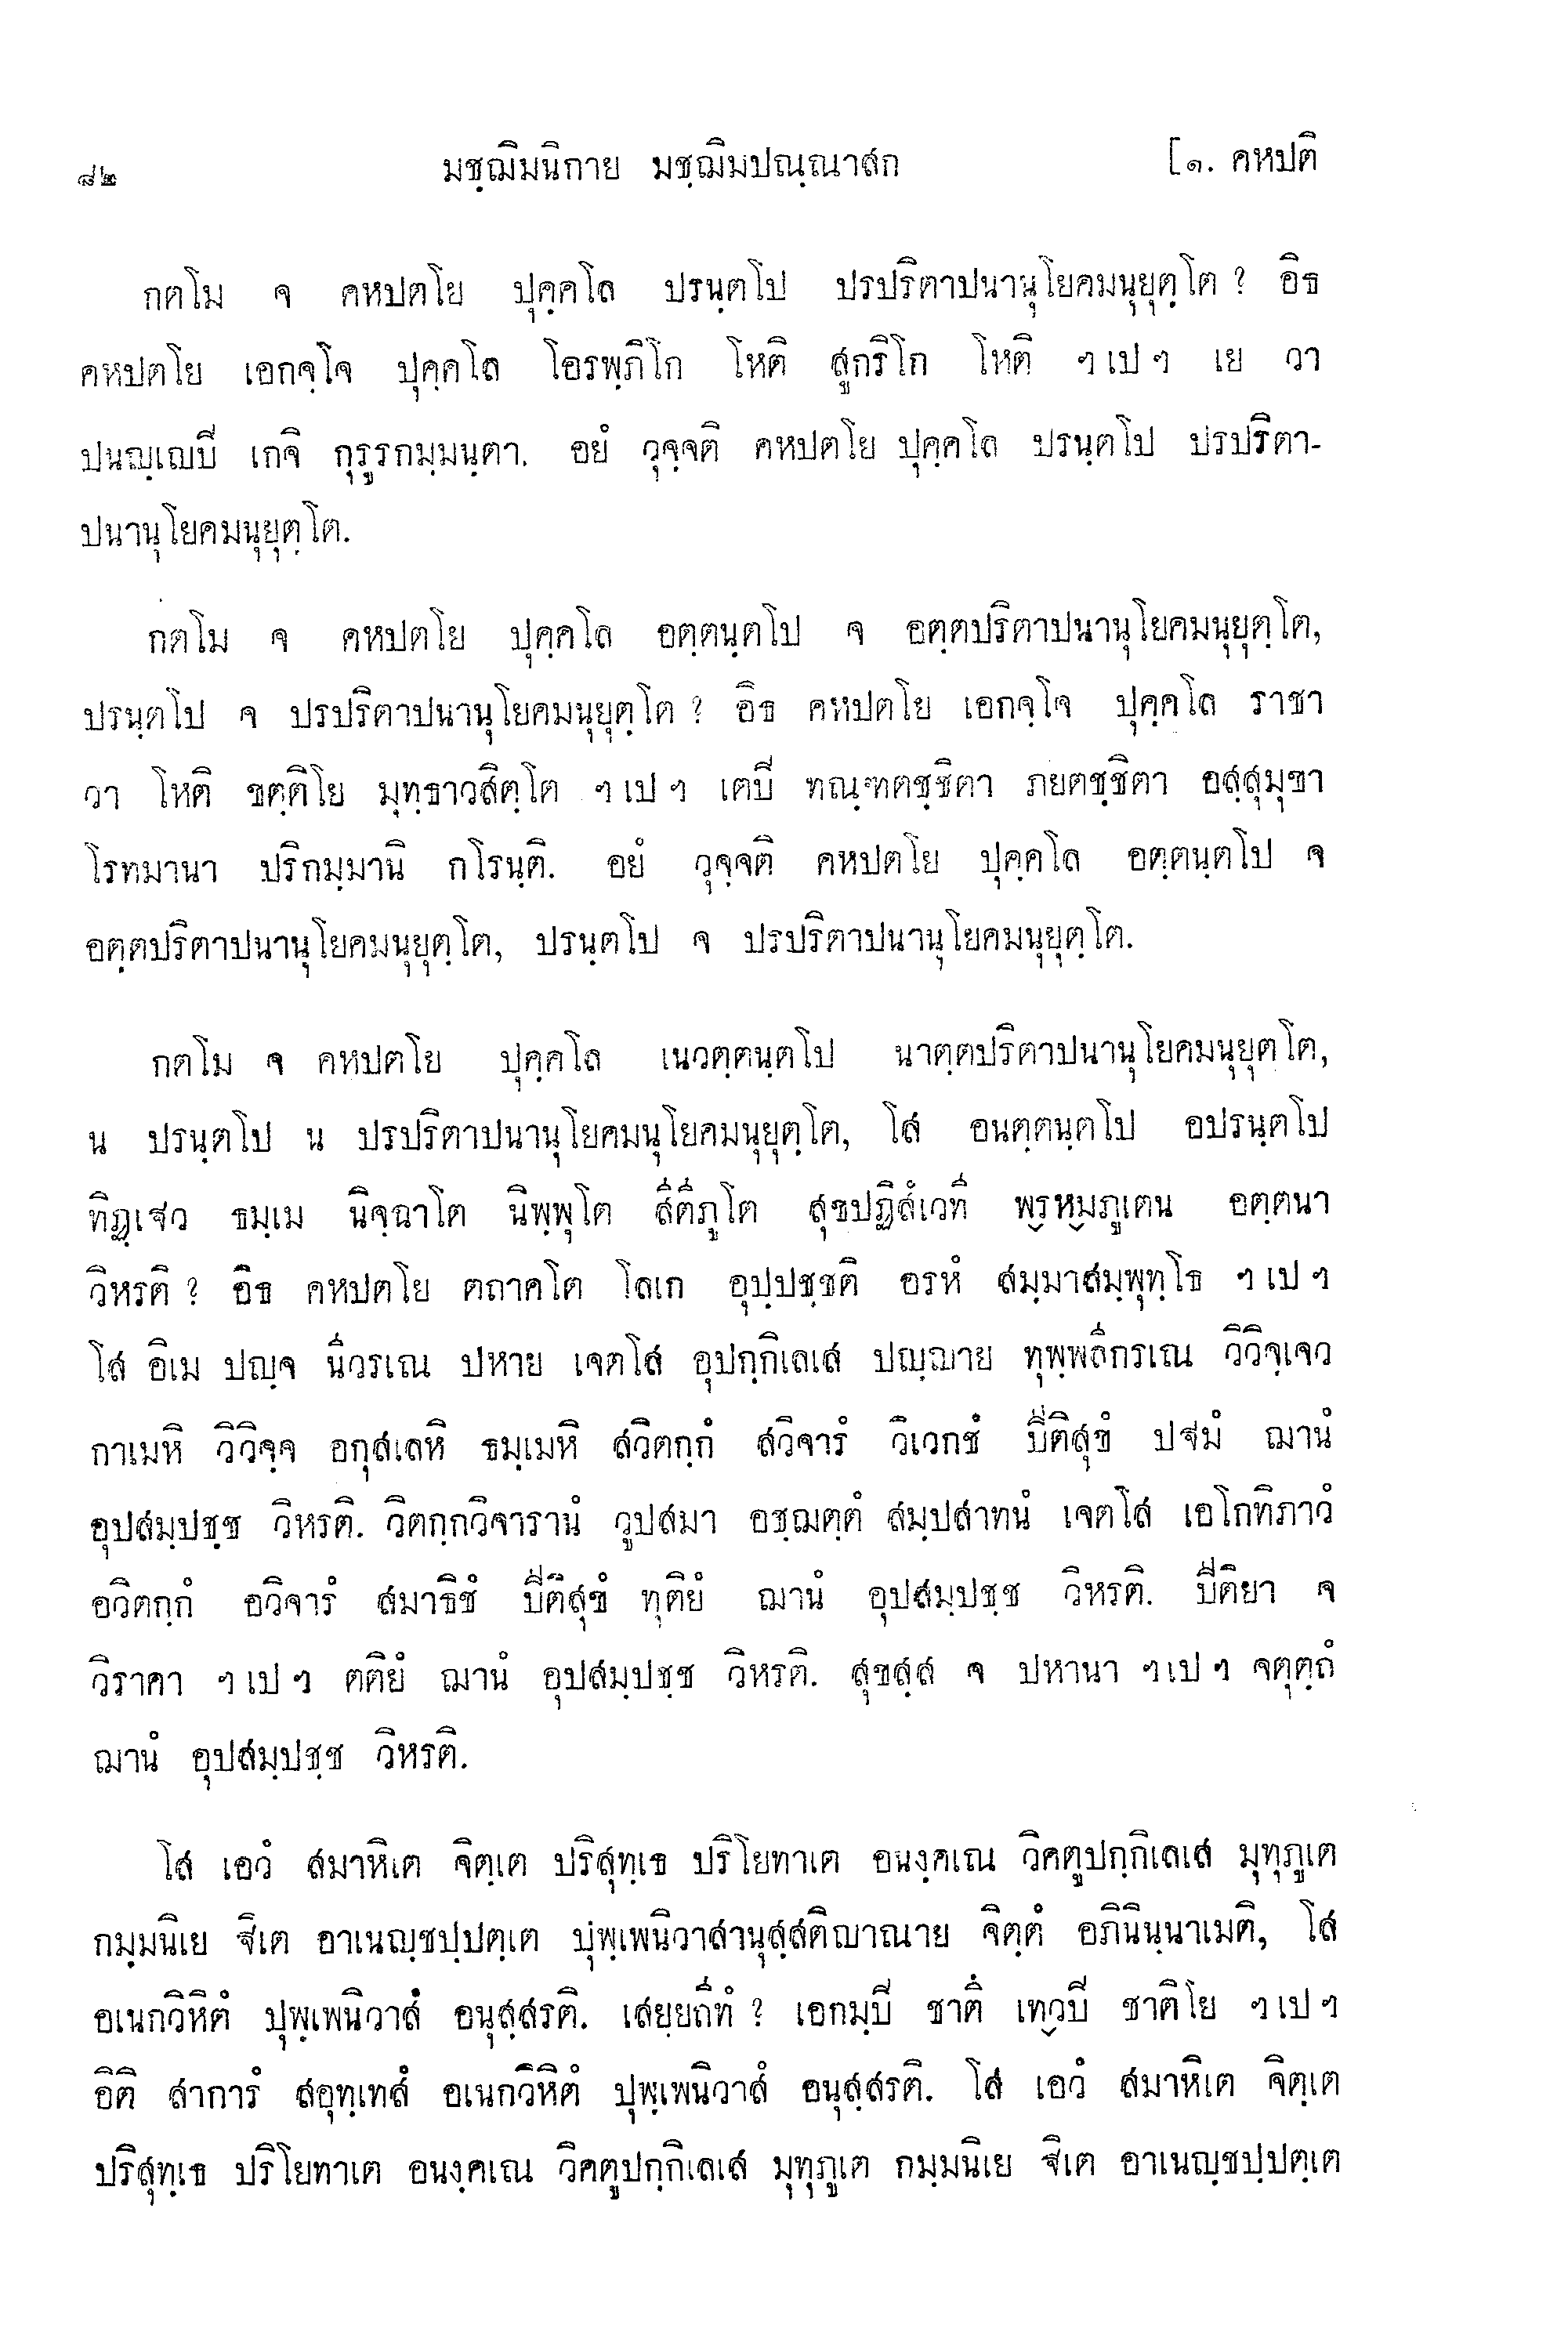 ๘๒ มชฺฌิมนิกาย มชฺฌิมปณฺณาสก [๑. คหปติ
กตโม จ คหปตโย ปุคฺคโล ปรนฺตโป ปรปริตาปนานุโยคมนุยุตฺโต ? อิธ
คหปตโย เอกจฺโจ ปุคฺคโล โอรพฺภิโก โหติ สูกริโก โหติ ฯ เป ฯ เย วา
ปนญฺเญปี เกจิ กุรูรกมฺมนฺตา. อยํ วุจฺจติ คหปตโย ปุคฺคโล ปรนฺตโป ปรปริตา-
ปนานุโยคมนุยุตฺโต.
กตโม จ คหปตโย ปุคฺคโล อตฺตนฺตโป จ อตฺตปริตาปนานุโยคมนุยุตฺโต,
ปรนฺตโป จ ปรปริตาปนานุโยคมนุยุตฺโต ? อิธ คหปตโย เอกจฺโจ ปุคฺคโล ราชา
วา โหติ ขตฺติโย มุทฺธาวสิตฺโต ฯ เป ฯ เตปี ทณฺฑตชฺชิตา ภยตชฺชิตา อสฺสุมุขา
โรทมานา ปริกมฺมานิ กโรนฺติ. อยํ วุจฺจติ คหปตโย ปุคฺคโล อตฺตนฺตโป จ
อตฺตปริตาปนานุโยคมนุยุตฺโต, ปรนฺตโป จ ปรปริตาปนานุโยคมนุยุตฺโต.
กตโม จ คหปตโย ปุคฺคโล เนวตฺตนฺตโป นาตฺตปริตาปนานุโยคมนุยุตฺโต,
น ปรนฺตโป น ปรปริตาปนานุโยคมนุโยคมนุยุตฺโต, โส อนตฺตนฺตโป อปรนฺตโป
ทิฏฺเฐว ธมฺเม นิจฺฉาโต นิพฺพุโต สีตีภูโต สุขปฏิสํเวที พฺรหฺมภูเตน อตฺตนา
วิหรติ ? อิธ คหปตโย ตถาคโต โลเก อุปฺปชฺชติ อรหํ สมฺมาสมฺพุทฺโธ ฯ เป ฯ
โส อิเม ปญฺจ นีวรเณ ปหาย เจตโส อุปกฺกิเลเส ปญฺญาย ทุพฺพลีกรเณ วิวิจฺเจว
กาเมหิ วิวิจฺจ อกุสเลหิ ธมฺเมหิ สวิตกฺกํ สวิจารํ วิเวกชํ ปีติสุขํ ปฐมํ ฌานํ
อุปสมฺปชฺช วิหรติ. วิตกฺกวิจารานํ วูปสมา อชฺฌตฺตํ สมฺปสาทนํ เจตโส เอโกทิภาวํ
อวิตกฺกํ อวิจารํ สมาธิชํ ปีติสุขํ ทุติยํ ฌานํ อุปสมฺปชฺช วิหรติ. ปีติยา จ
วิราคา ฯ เป ฯ ตติยํ ฌานํ อุปสมฺปชฺช วิหรติ. สุขสฺส จ ปหานา ฯ เป ฯ จตุตฺถํ
ฌานํ อุปสมฺปชฺช วิหรติ.
โส เอวํ สมาหิเต จิตฺเต ปริสุทฺเธ ปริโยทาเต อนงฺคเณ วิคตูปกฺกิเลเส มุทุภูเต
กมฺมนิเย ฐิเต อาเนญฺชปฺปตฺเต ปุพฺเพนิวาสานุสฺสติญาณาย จิตฺตํ อภินินฺนาเมติ, โส
อเนกวิหิตํ ปุพฺเพนิวาสํ อนุสฺสรติ. เสยฺยถีทํ ? เอกมฺปี ชาตึ เทฺวปี ชาติโย ฯ เป ฯ
อิติ สาการํ สอุทฺเทสํ อเนกวิหิตํ ปุพฺเพนิวาสํ อนุสฺสรติ. โส เอวํ สมาหิเต จิตฺเต
ปริสุทฺเธ ปริโยทาเต อนงฺคเณ วิคตูปกฺกิเลเส มุทุภูเต กมฺมนิเย ฐิเต อาเนญฺชปฺปตฺเต